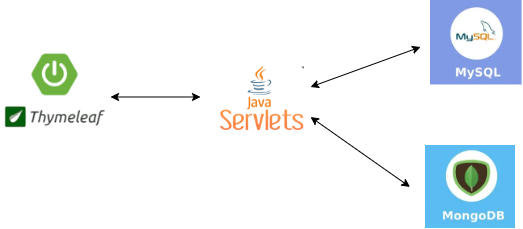 Thymeleaf
Java
Servlets
MySQL
MySQL
MongoDB